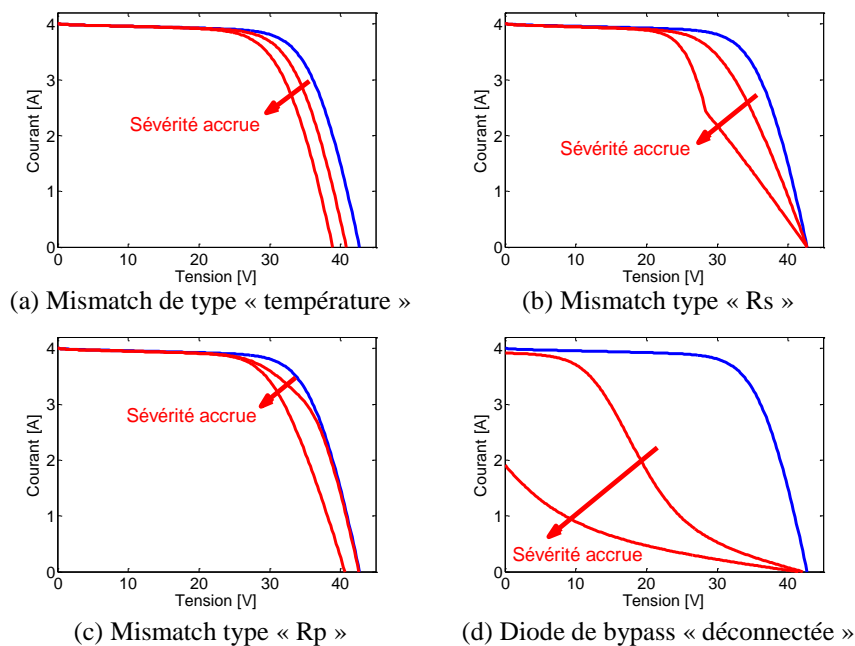 4
3
2
1
0
Courant [A]
Sévérité accrue
0 10 20 30 40
Tension [V]
(a) Mismatch de type « température »
4
3
2
1
0
Courant [A]
Sévérité accrue
0 10 20 30 40
Tension [V]
(b) Mismatch type « Rs »
4
3
2
1
0
Courant [A]
Sévérité accrue
0 10 20 30 40
Tension [V]
(c) Mismatch type « Rp »
4
3
2
1
0
Courant [A]
Sévérité accrue
0 10 20 30 40
Tension [V]
(d) Diode de bypass « déconnectée »